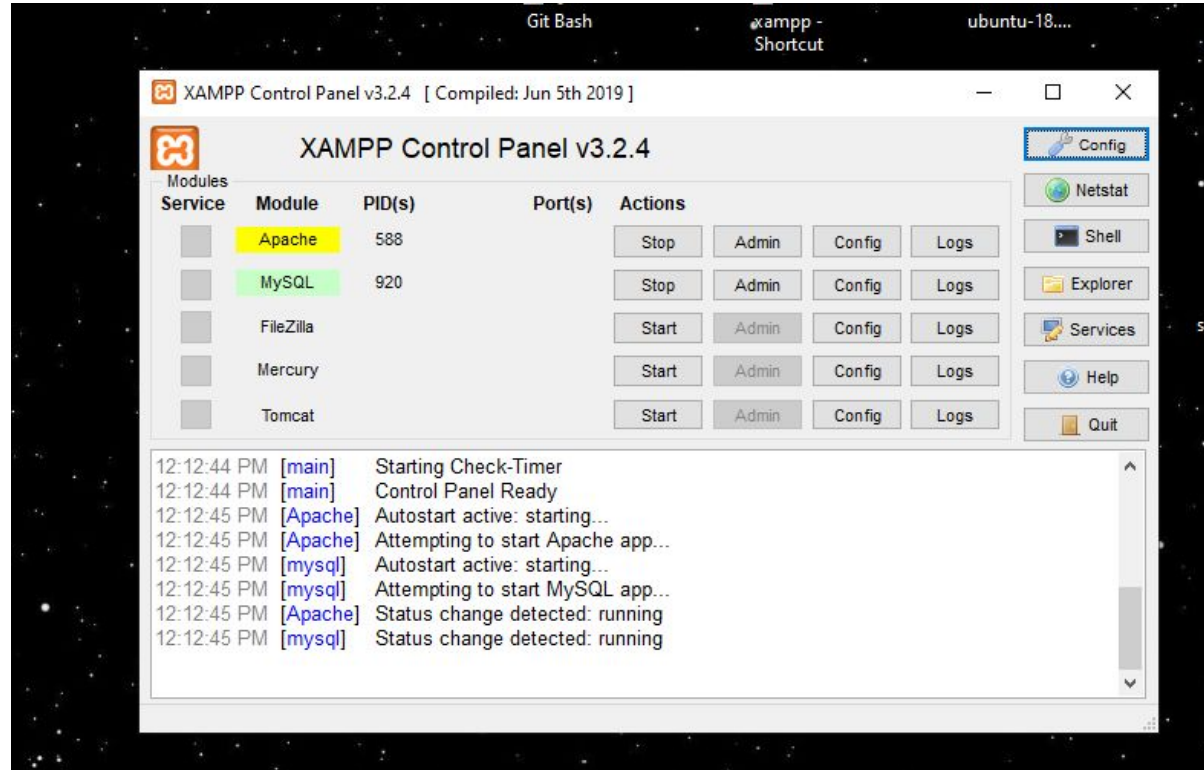 Git Bash
xampp -
Shortcut
ubuntu-18....
XAMPP Control Panel v3.2.4 [ Compiled: Jun 5th 2019 ]
XAMPP Control Panel v3.2.4
Config
Modules
Service Module PID(s) Port(s) Actions
Netstat
Apache 588 Stop Admin Config Logs
Shell
MySQL 920 Stop Admin Config Logs
Explorer
FileZilla Start Admin Config Logs
Services
Mercury Start Admin Config Logs
Help
Tomcat Start Admin Config Logs
Quit
12:12:44 PM [main] Starting Check-Timer
12:12:44 PM [main] Control Panel Ready
12:12:45 PM [Apache] Autostart active: starting...
12:12:45 PM [Apache] Attempting to start Apache app...
12:12:45 PM [mysql] Autostart active: starting...
12:12:45 PM [mysql] Attempting to start MySQL app...
12:12:45 PM [Apache] Status change detected: running
12:12:45 PM [mysql] Status change detected: running